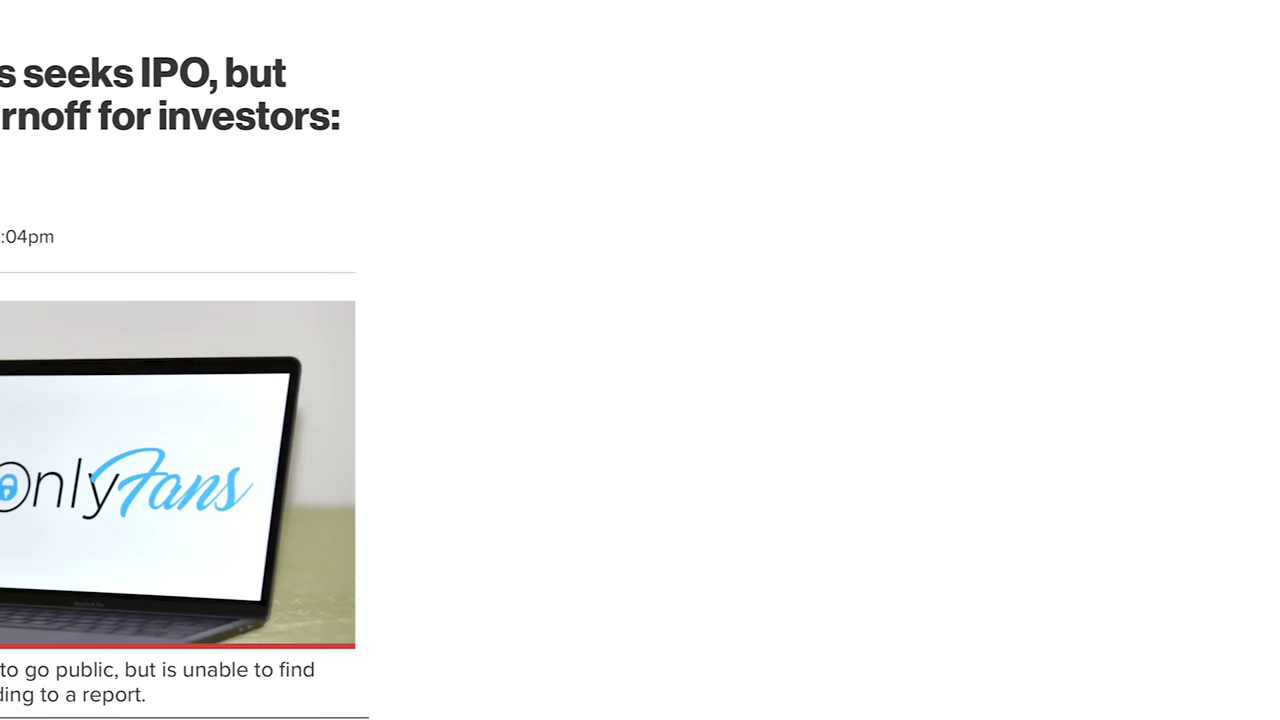 s seeks IPO, but
rnoff for investors:
:04pm
OnlyFans
to go public, but is unable to find
ding to a report.